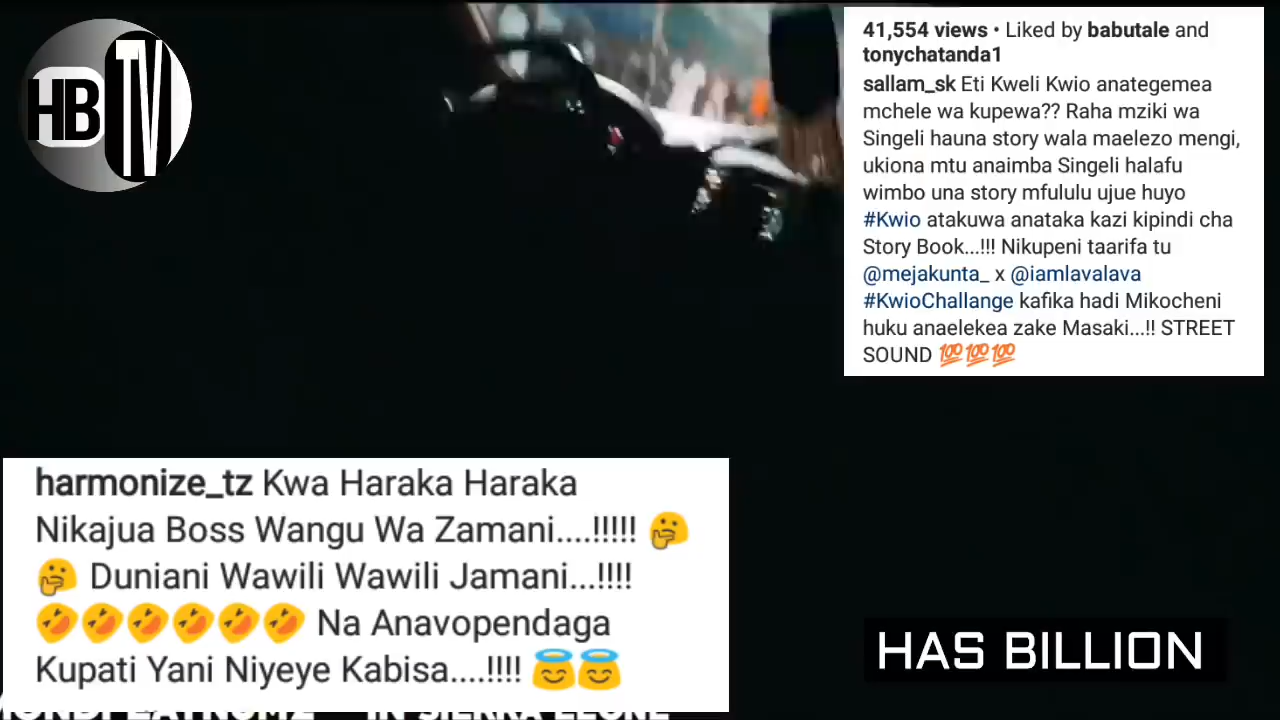 HB TV
41,554 views • Liked by babutale and
tonychatanda1
sallam_sk Eti Kweli Kwio anategemea
mchele wa kupewa?? Raha mziki wa
Singeli hauna story wala maelezo mengi,
ukiona mtu anaimba Singeli halafu
wimbo una story mfululu ujue huyo
#Kwio atakuwa anataka kazi kipindi cha
Story Book...!!! Nikupeni taarifa tu
@mejakunta_ x @iamlavalava
#KwioChallange kafika hadi Mikocheni
huku anaelekea zake Masaki...!! STREET
SOUND 💯💯💯
harmonize_tz Kwa Haraka Haraka
Nikajua Boss Wangu Wa Zamani....!!!!! 🤔
🤔 Duniani Wawili Wawili Jamani...!!!!
🤣🤣🤣🤣🤣🤣 Na Anavopendaga
Kupati Yani Niyeye Kabisa....!!!! 😇😇
HAS BILLION
IN SIERRA LEONE